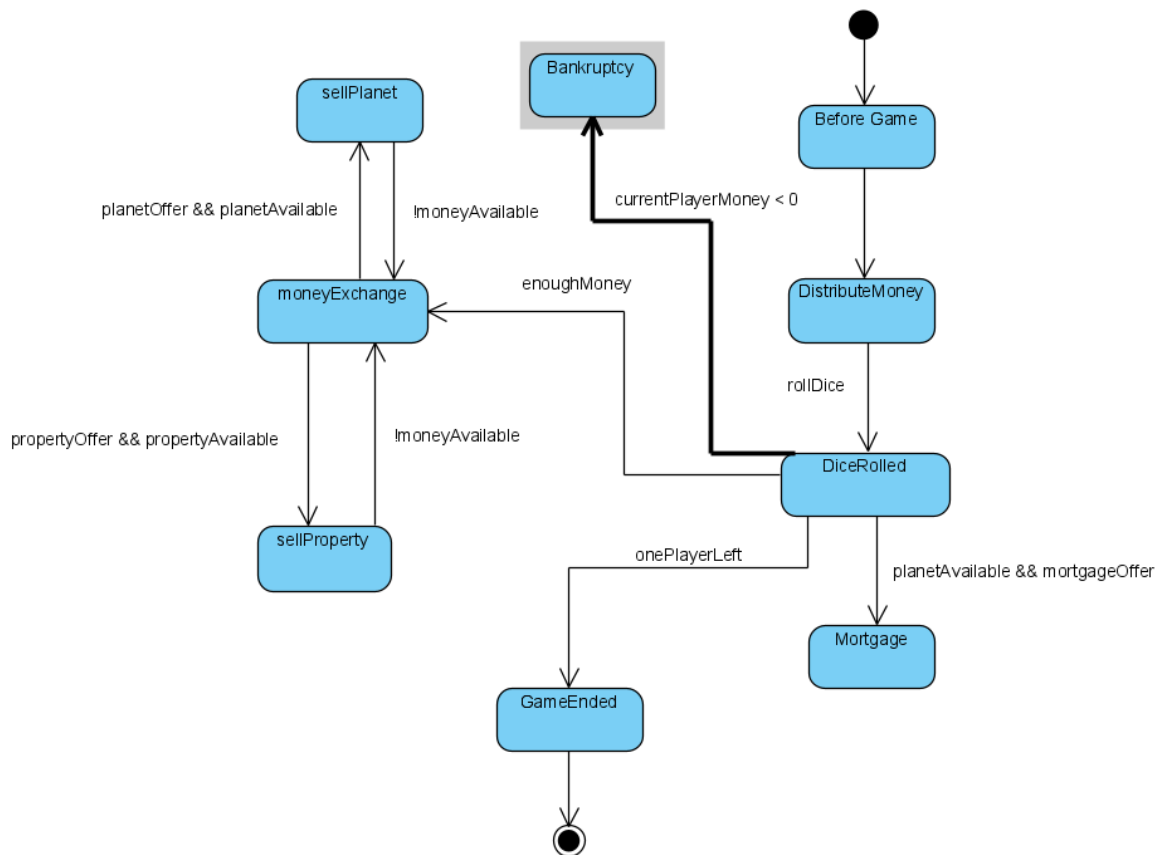 Bankruptcy
sellPlanet
Before Game
planetOffer && planetAvailable
!moneyAvailable
currentPlayerMoney < 0
moneyExchange
enoughMoney
DistributeMoney
rollDice
propertyOffer && propertyAvailable
!moneyAvailable
DiceRolled
sellProperty
onePlayerLeft
planetAvailable && mortgageOffer
Mortgage
GameEnded